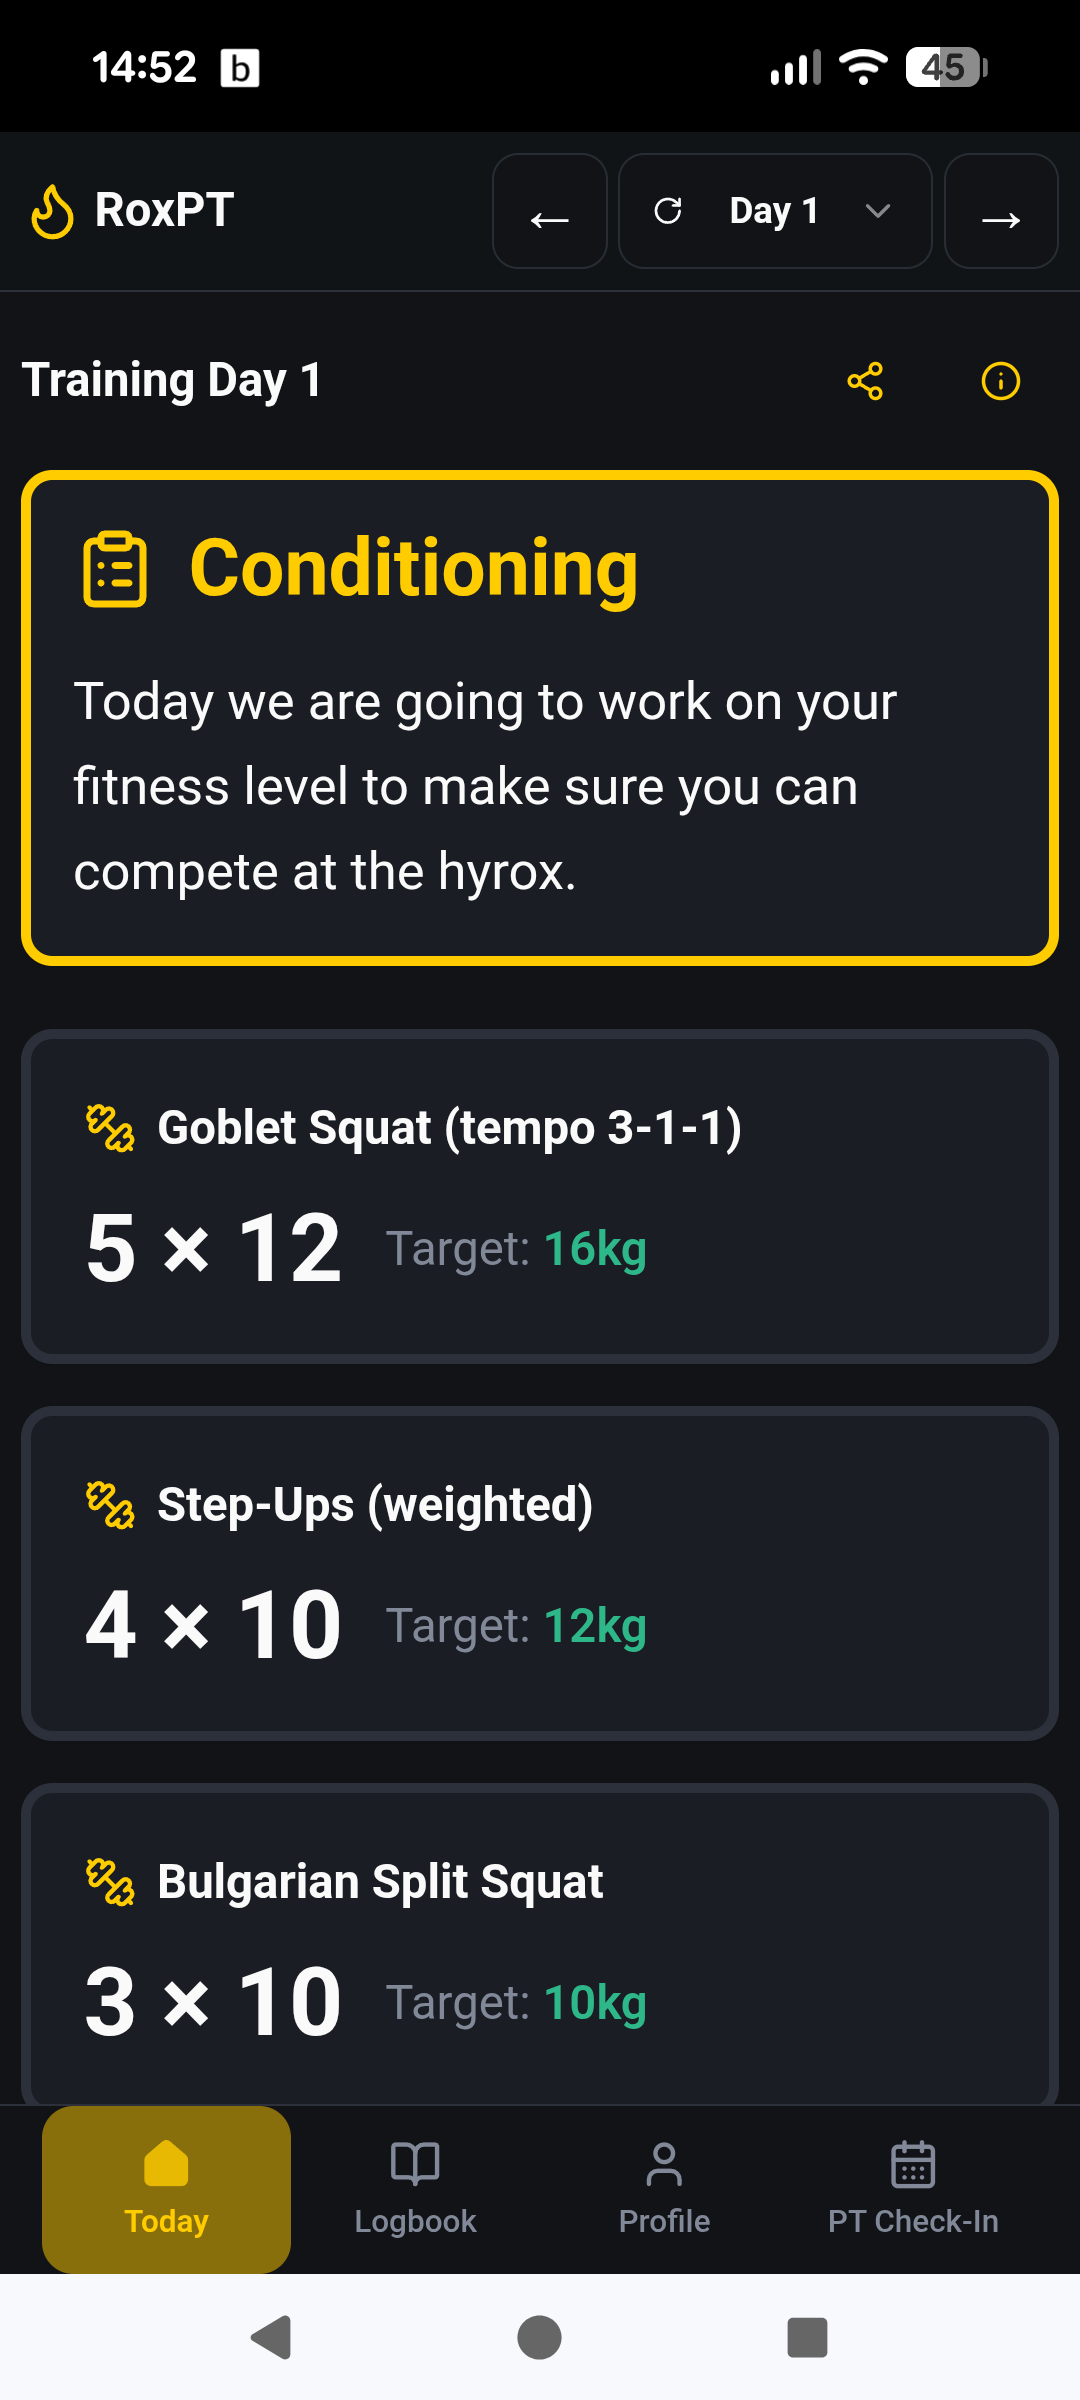 14:52 b 45
RoxPT ← Day 1 →
Training Day 1
Conditioning
Today we are going to work on your
fitness level to make sure you can
compete at the hyrox.
Goblet Squat (tempo 3-1-1)
5 × 12 Target: 16kg
Step-Ups (weighted)
4 × 10 Target: 12kg
Bulgarian Split Squat
3 × 10 Target: 10kg
Today Logbook Profile PT Check-In